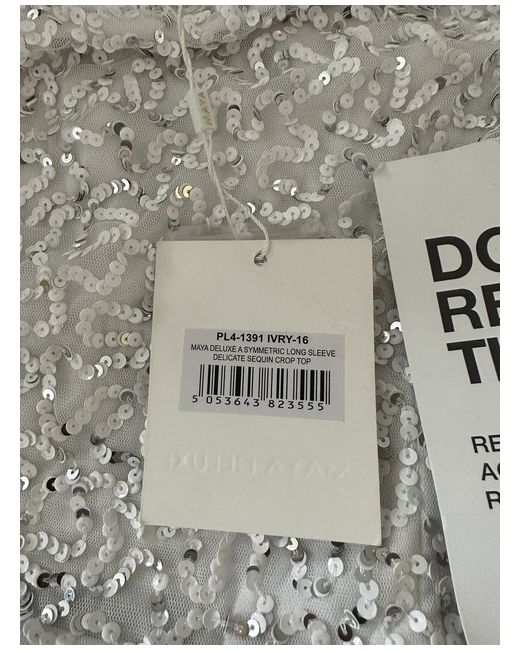 PL4-1391 IVRY-16
MAYA DELUXE A SYMMETRIC LONG SLEEVE
DELICATE SEQUIN CROP TOP
5 053643 823555
DO
RE
TH
RE
AC
R